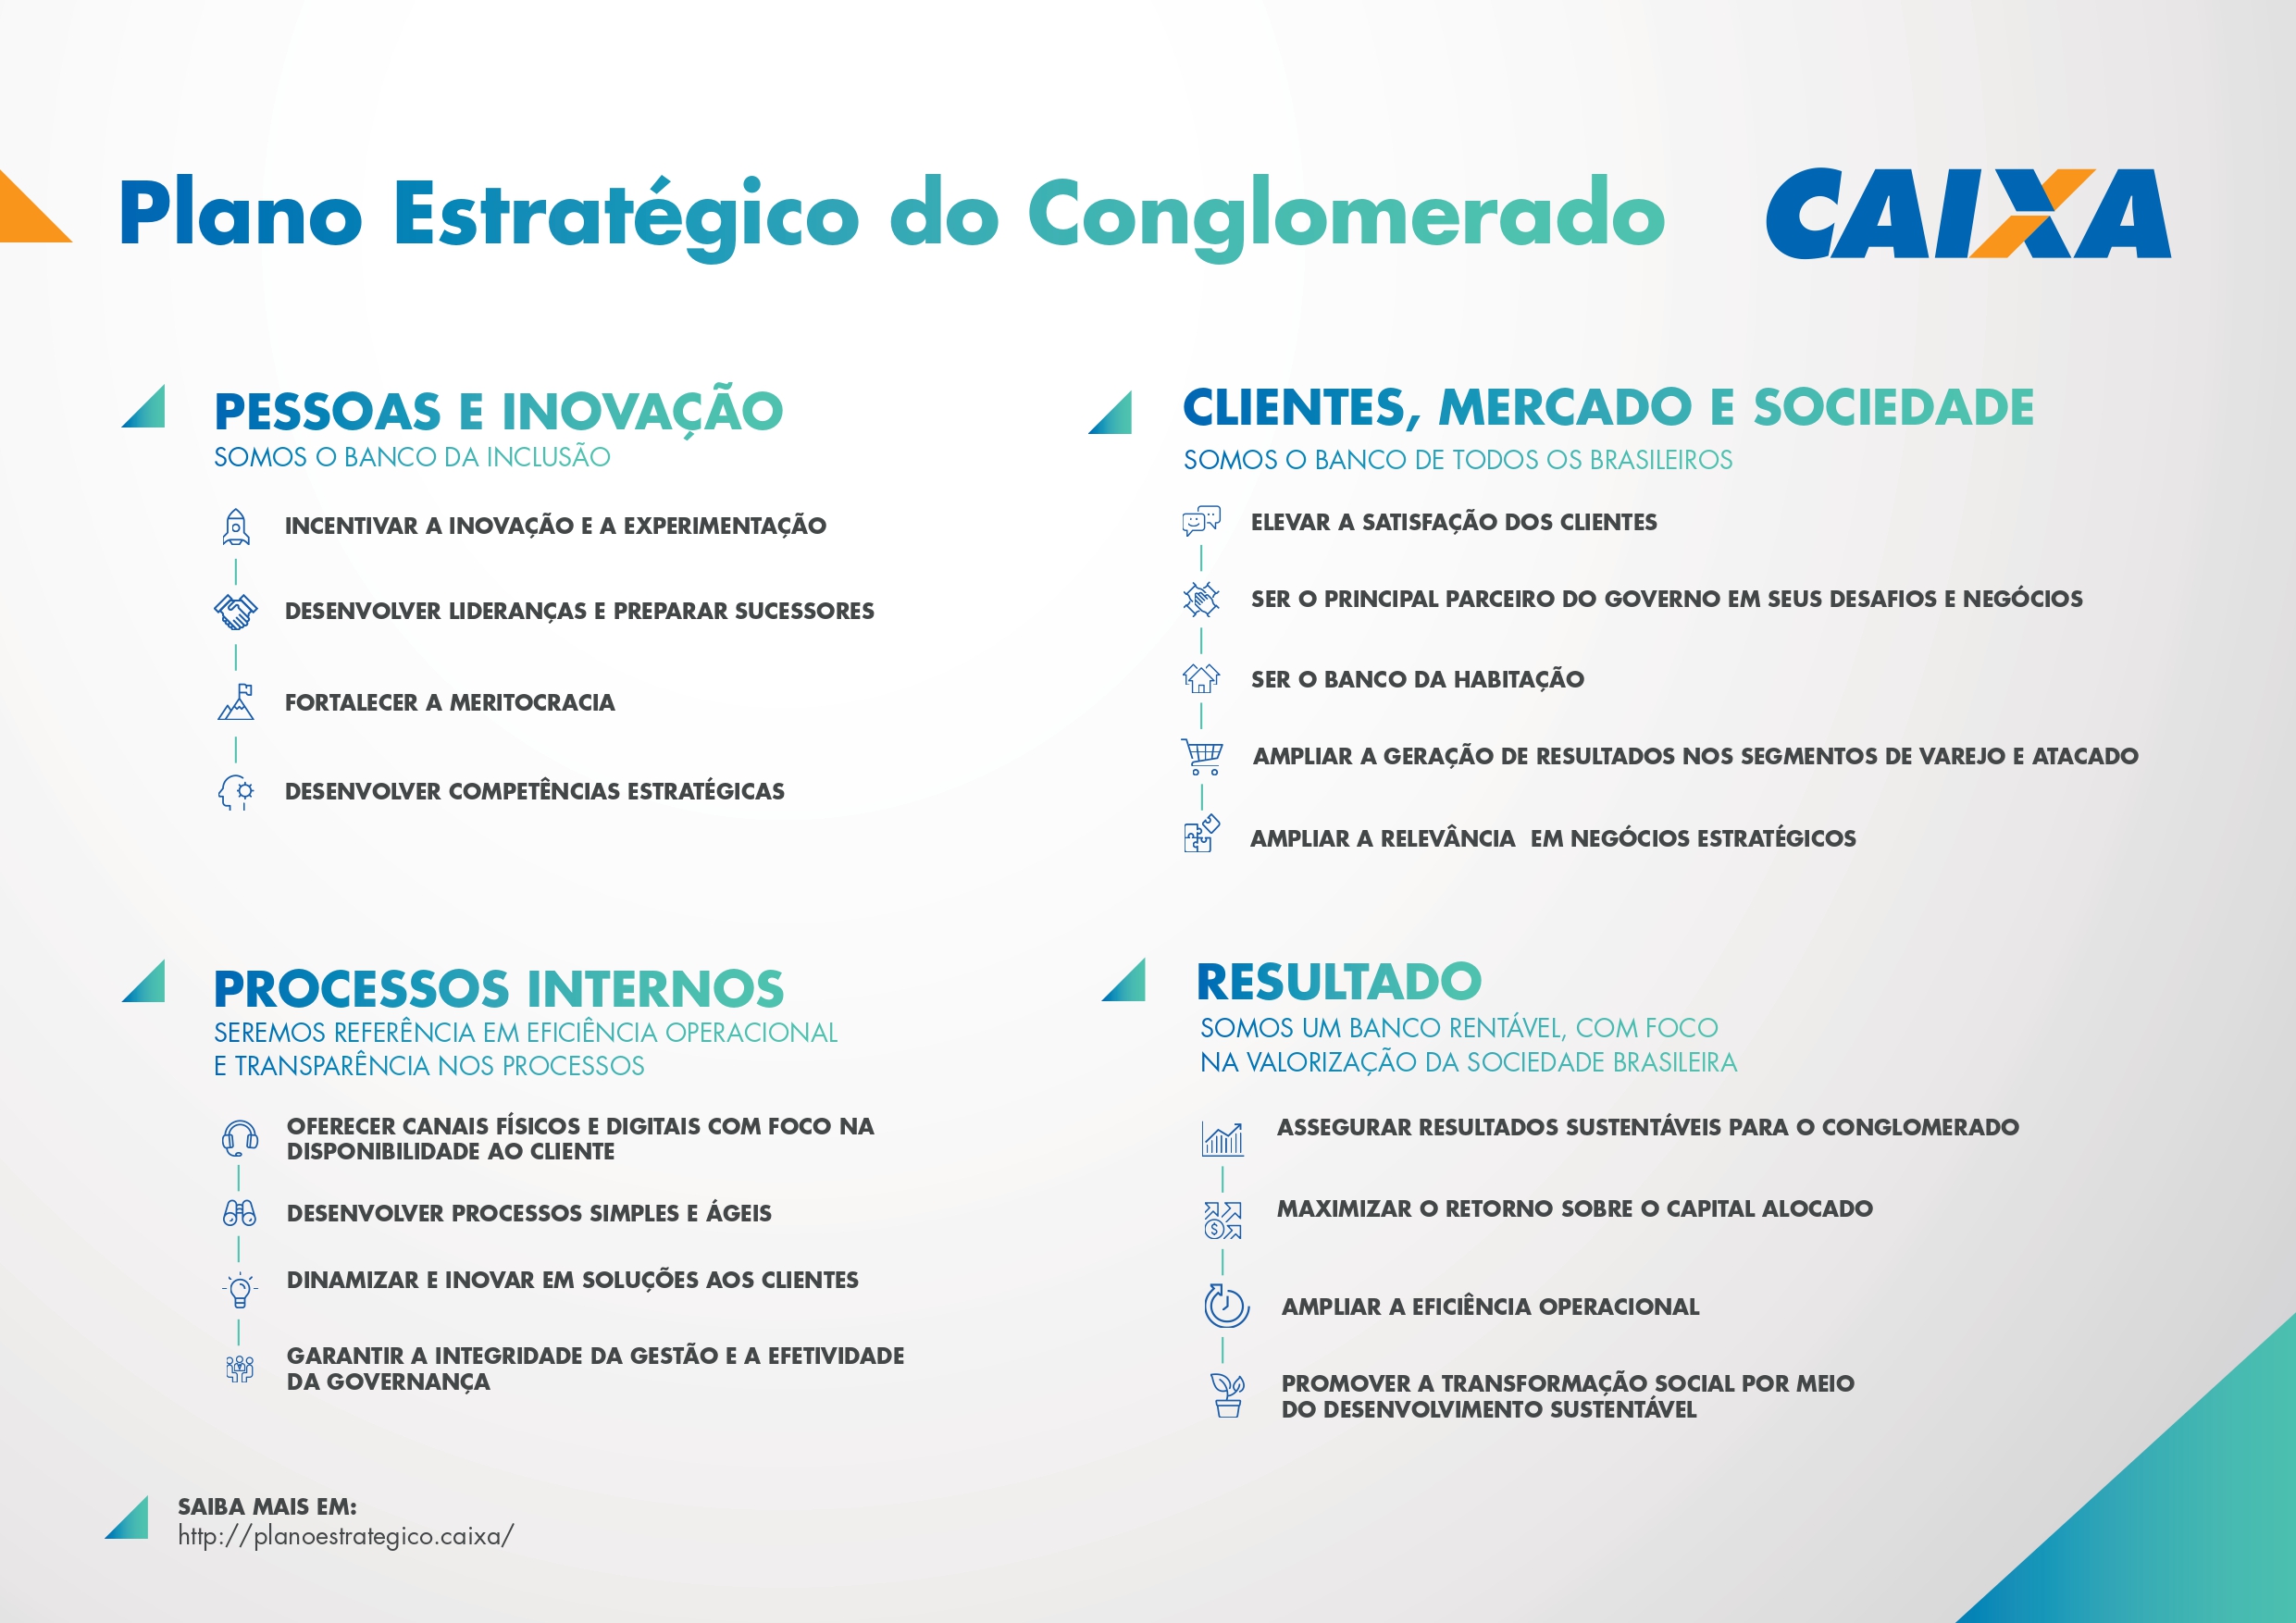 Plano Estratégico do Conglomerado
CAIXA
PESSOAS E INOVAÇÃO
SOMOS O BANCO DA INCLUSÃO
INCENTIVAR A INOVAÇÃO E A EXPERIMENTAÇÃO
DESENVOLVER LIDERANÇAS E PREPARAR SUCESSORES
FORTALECER A MERITOCRACIA
DESENVOLVER COMPETÊNCIAS ESTRATÉGICAS
CLIENTES, MERCADO E SOCIEDADE
SOMOS O BANCO DE TODOS OS BRASILEIROS
ELEVAR A SATISFAÇÃO DOS CLIENTES
SER O PRINCIPAL PARCEIRO DO GOVERNO EM SEUS DESAFIOS E NEGÓCIOS
SER O BANCO DA HABITAÇÃO
AMPLIAR A GERAÇÃO DE RESULTADOS NOS SEGMENTOS DE VAREJO E ATACADO
AMPLIAR A RELEVÂNCIA EM NEGÓCIOS ESTRATÉGICOS
PROCESSOS INTERNOS
SEREMOS REFERÊNCIA EM EFICIÊNCIA OPERACIONAL
E TRANSPARÊNCIA NOS PROCESSOS
OFERECER CANAIS FÍSICOS E DIGITAIS COM FOCO NA
DISPONIBILIDADE AO CLIENTE
DESENVOLVER PROCESSOS SIMPLES E ÁGEIS
DINAMIZAR E INOVAR EM SOLUÇÕES AOS CLIENTES
GARANTIR A INTEGRIDADE DA GESTÃO E A EFETIVIDADE
DA GOVERNANÇA
RESULTADO
SOMOS UM BANCO RENTÁVEL, COM FOCO
NA VALORIZAÇÃO DA SOCIEDADE BRASILEIRA
ASSEGURAR RESULTADOS SUSTENTÁVEIS PARA O CONGLOMERADO
MAXIMIZAR O RETORNO SOBRE O CAPITAL ALOCADO
AMPLIAR A EFICIÊNCIA OPERACIONAL
PROMOVER A TRANSFORMAÇÃO SOCIAL POR MEIO
DO DESENVOLVIMENTO SUSTENTÁVEL
SAIBA MAIS EM:
http://planoestrategico.caixa/